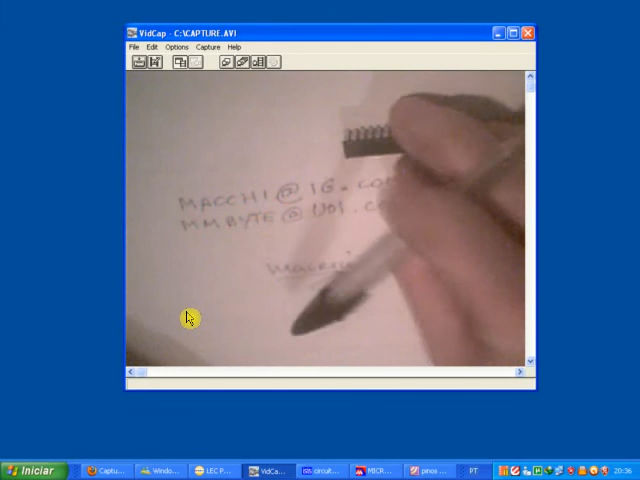 VidCap - C:\CAPTURE.AVI
File Edit Options Capture Help
MACCHI@IG.CO
MMBYTE@UOL.C
Iniciar Captu... Windo... LEC P... VidCa... circuit... MICR... pinos ... PT 20:36